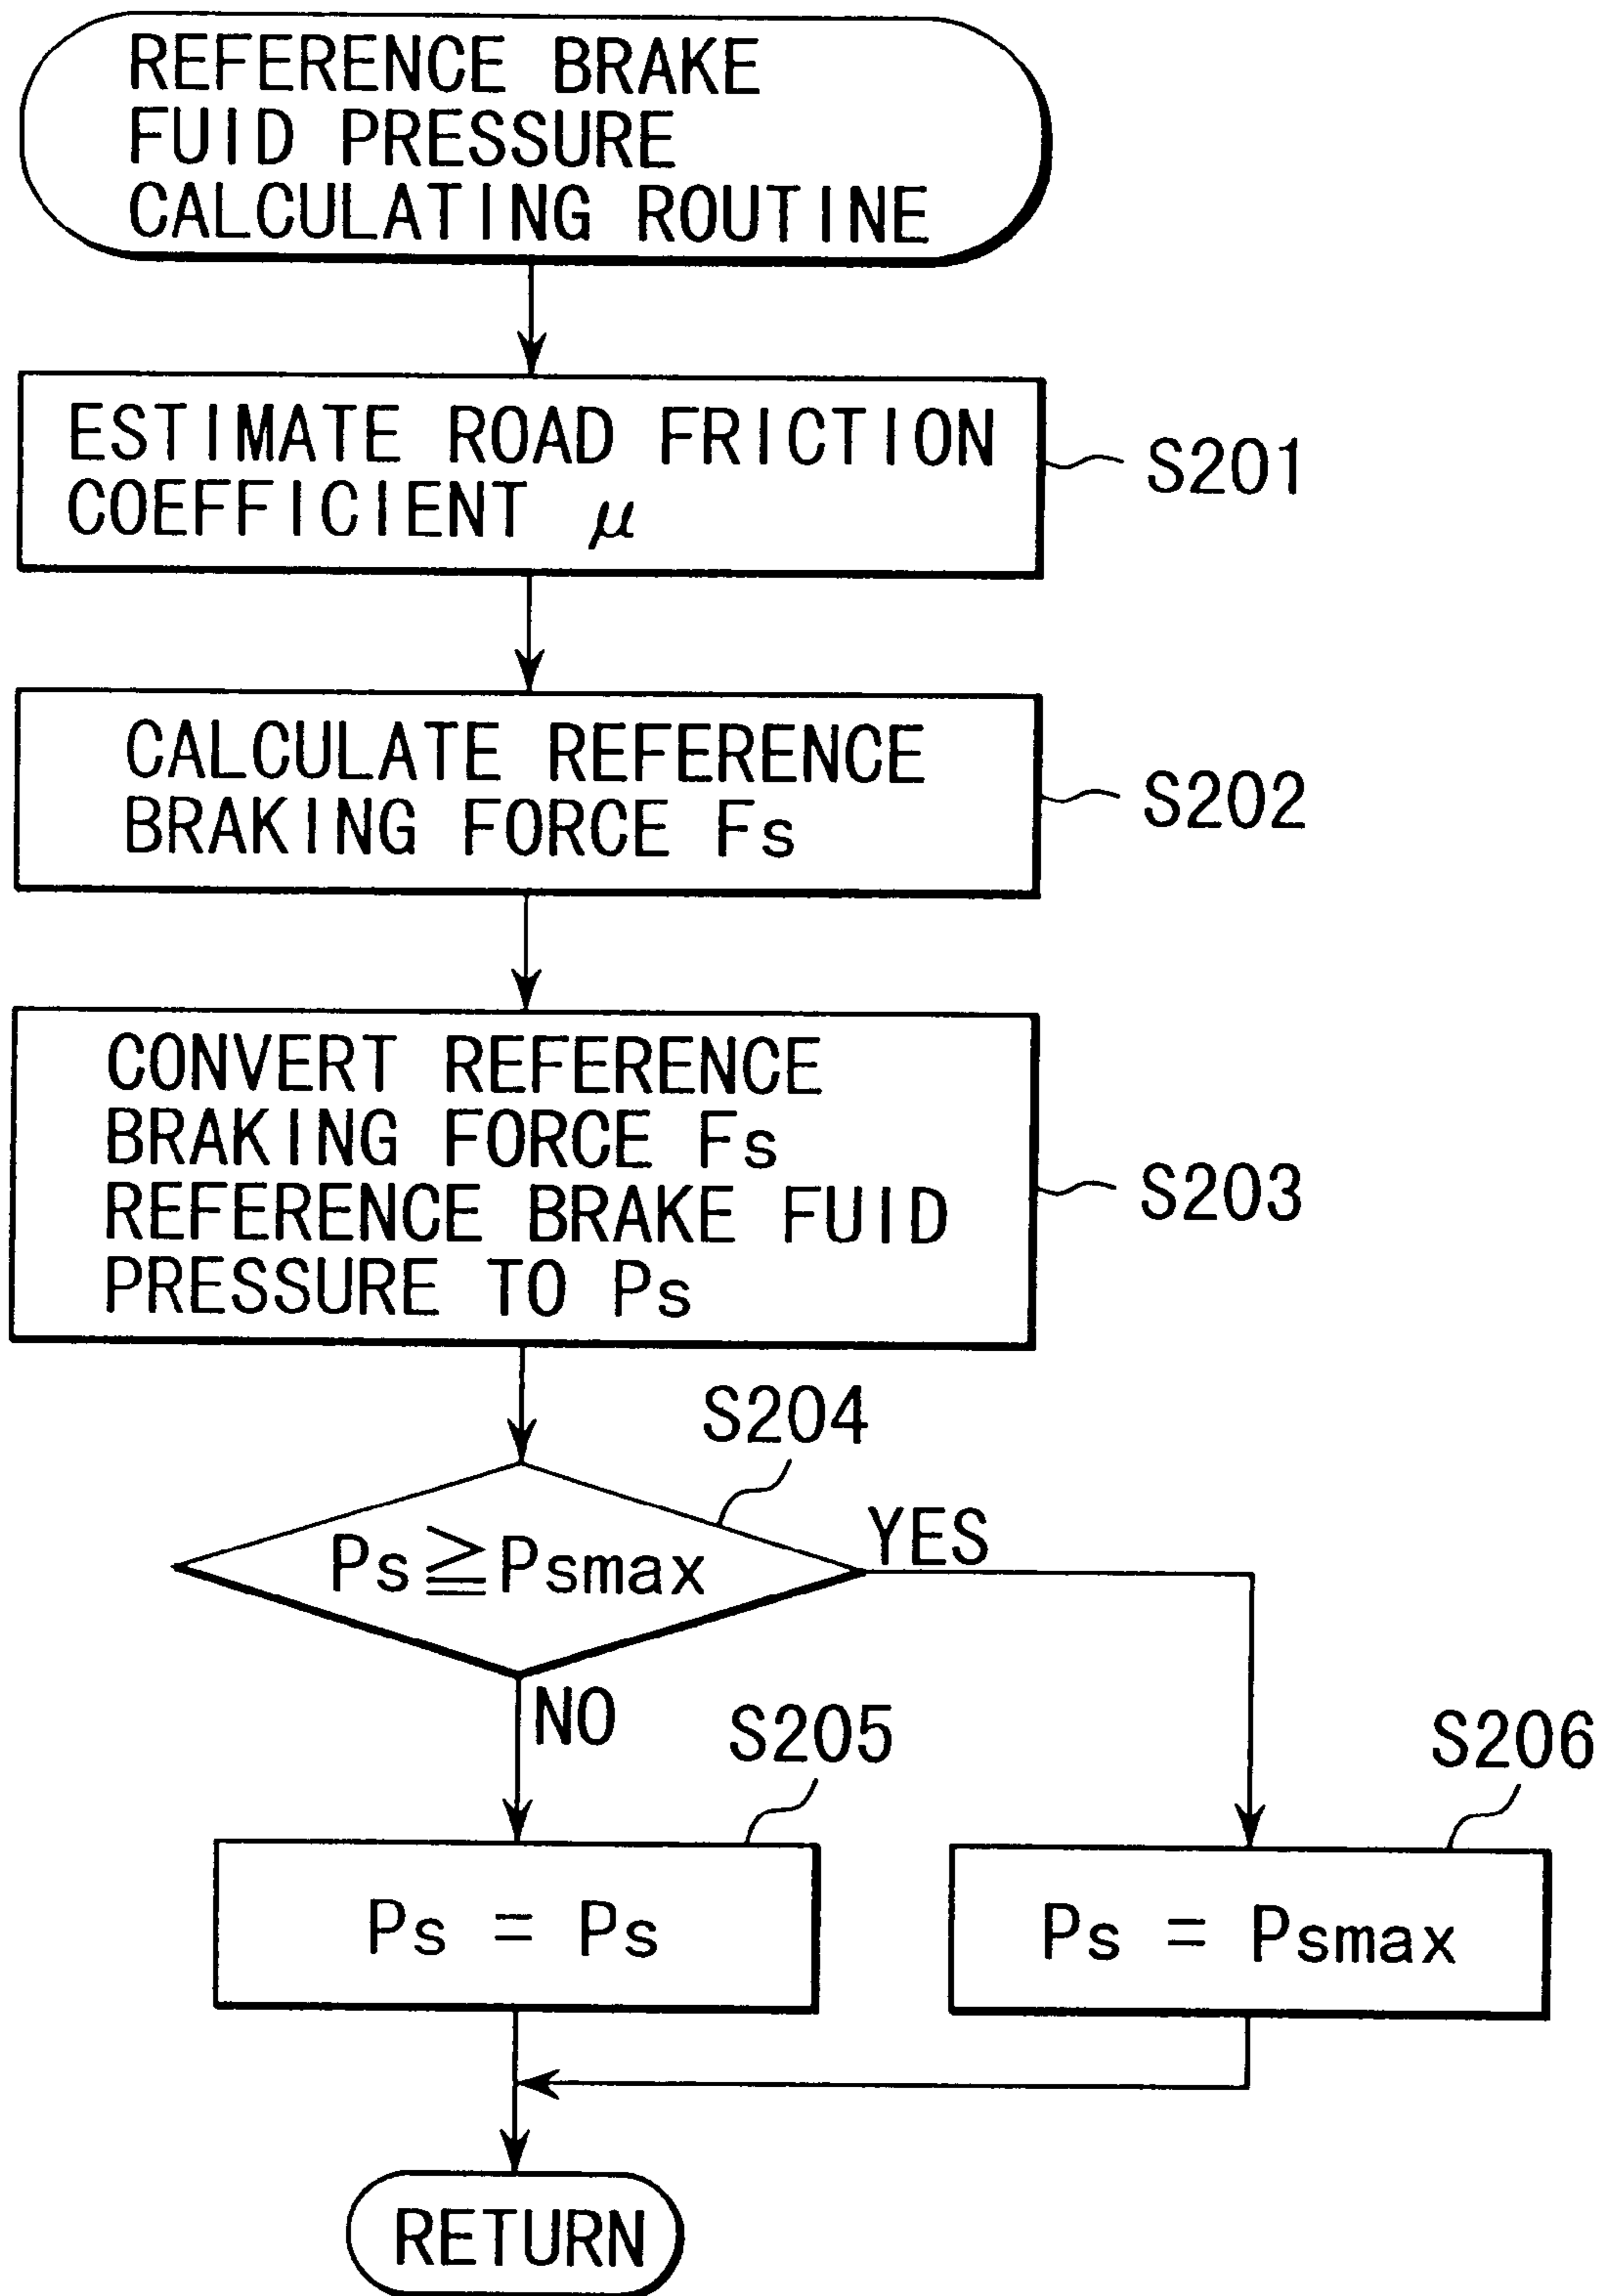 REFERENCE BRAKE
FUID PRESSURE
CALCULATING ROUTINE
ESTIMATE ROAD FRICTION
COEFFICIENT μ
S201
CALCULATE REFERENCE
BRAKING FORCE Fs
S202
CONVERT REFERENCE
BRAKING FORCE Fs
REFERENCE BRAKE FUID
PRESSURE TO Ps
S203
S204
Ps≧Psmax
YES
NO
S205
S206
Ps = Ps
Ps = Psmax
RETURN